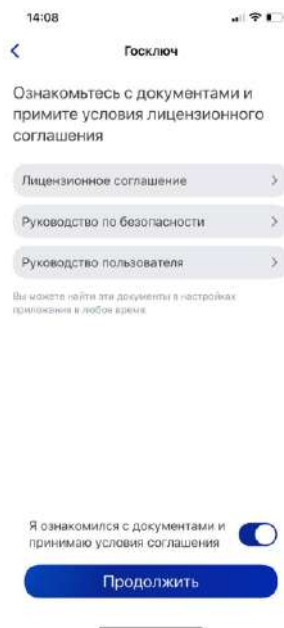 14:08
Госключ
Ознакомьтесь с документами и
примите условия лицензионного
соглашения
Лицензионное соглашение
Руководство по безопасности
Руководство пользователя
Вы можете найти эти документы в настройках
приложения в любое время
Я ознакомился с документами и
принимаю условия соглашения
Продолжить